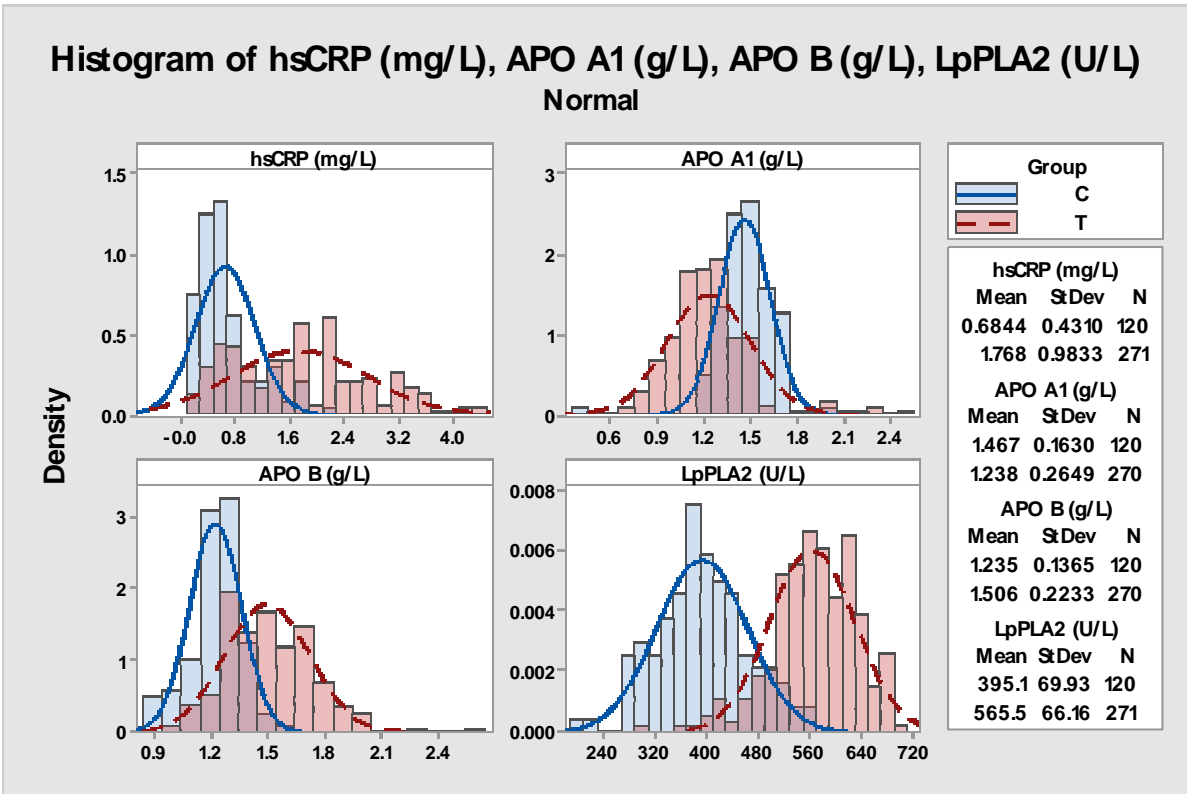 Histogram of hsCRP (mg/L), APO A1 (g/L), APO B (g/L), LpPLA2 (U/L)
Normal
Density
hsCRP (mg/L)
1.5
1.0
0.5
0.0
-0.0 0.8 1.6 2.4 3.2 4.0
APO A1 (g/L)
3
2
1
0
0.6 0.9 1.2 1.5 1.8 2.1 2.4
APO B (g/L)
3
2
1
0
0.9 1.2 1.5 1.8 2.1 2.4
LpPLA2 (U/L)
0.008
0.006
0.004
0.002
0.000
240 320 400 480 560 640 720
Group
C
T
hsCRP (mg/L)
Mean StDev N
0.6844 0.4310 120
1.768 0.9833 271
APO A1 (g/L)
Mean StDev N
1.467 0.1630 120
1.238 0.2649 270
APO B (g/L)
Mean StDev N
1.235 0.1365 120
1.506 0.2233 270
LpPLA2 (U/L)
Mean StDev N
395.1 69.93 120
565.5 66.16 271